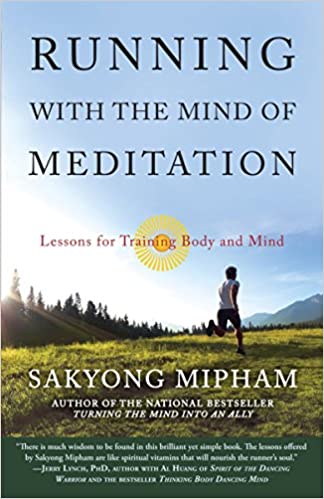 RUNNING
WITH THE MIND OF
MEDITATION
Lessons for Training Body and Mind
SAKYONG MIPHAM
AUTHOR OF THE NATIONAL BESTSELLER
TURNING THE MIND INTO AN ALLY
"There is much wisdom to be found in this brilliant yet simple book. The lessons offered
by Sakyong Mipham are like spiritual vitamins that will nourish the runner's soul."
—JERRY LYNCH, PHD, AUTHOR WITH AL HUANG OF SPIRIT OF THE DANCING
WARRIOR AND THE BESTSELLER THINKING BODY DANCING MIND